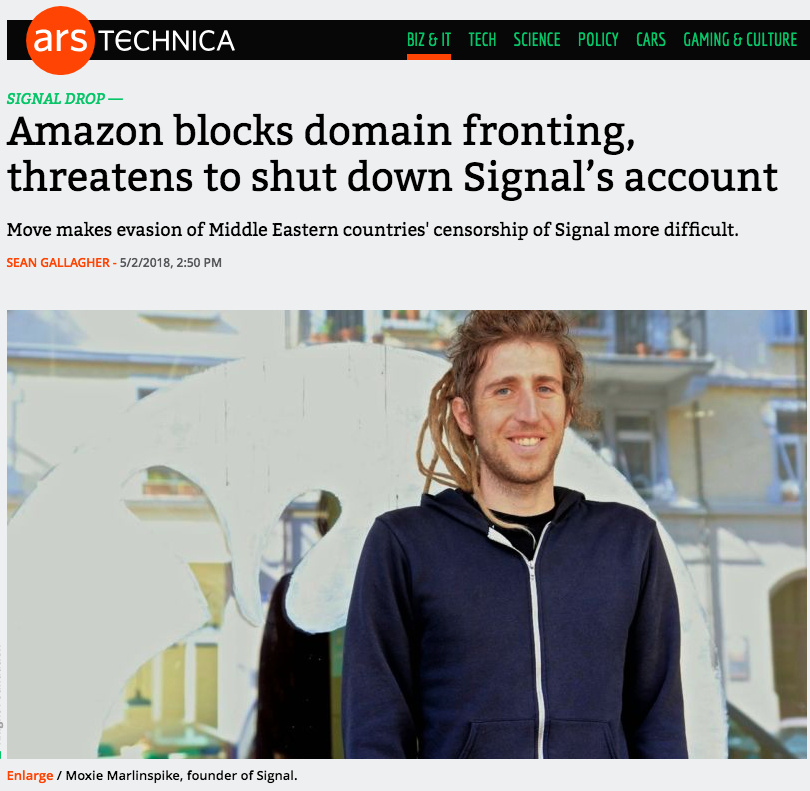 ars TECHNICA
BIZ & IT TECH SCIENCE POLICY CARS GAMING & CULTURE
SIGNAL DROP —
Amazon blocks domain fronting,
threatens to shut down Signal’s account
Move makes evasion of Middle Eastern countries' censorship of Signal more difficult.
SEAN GALLAGHER - 5/2/2018, 2:50 PM
Enlarge / Moxie Marlinspike, founder of Signal.